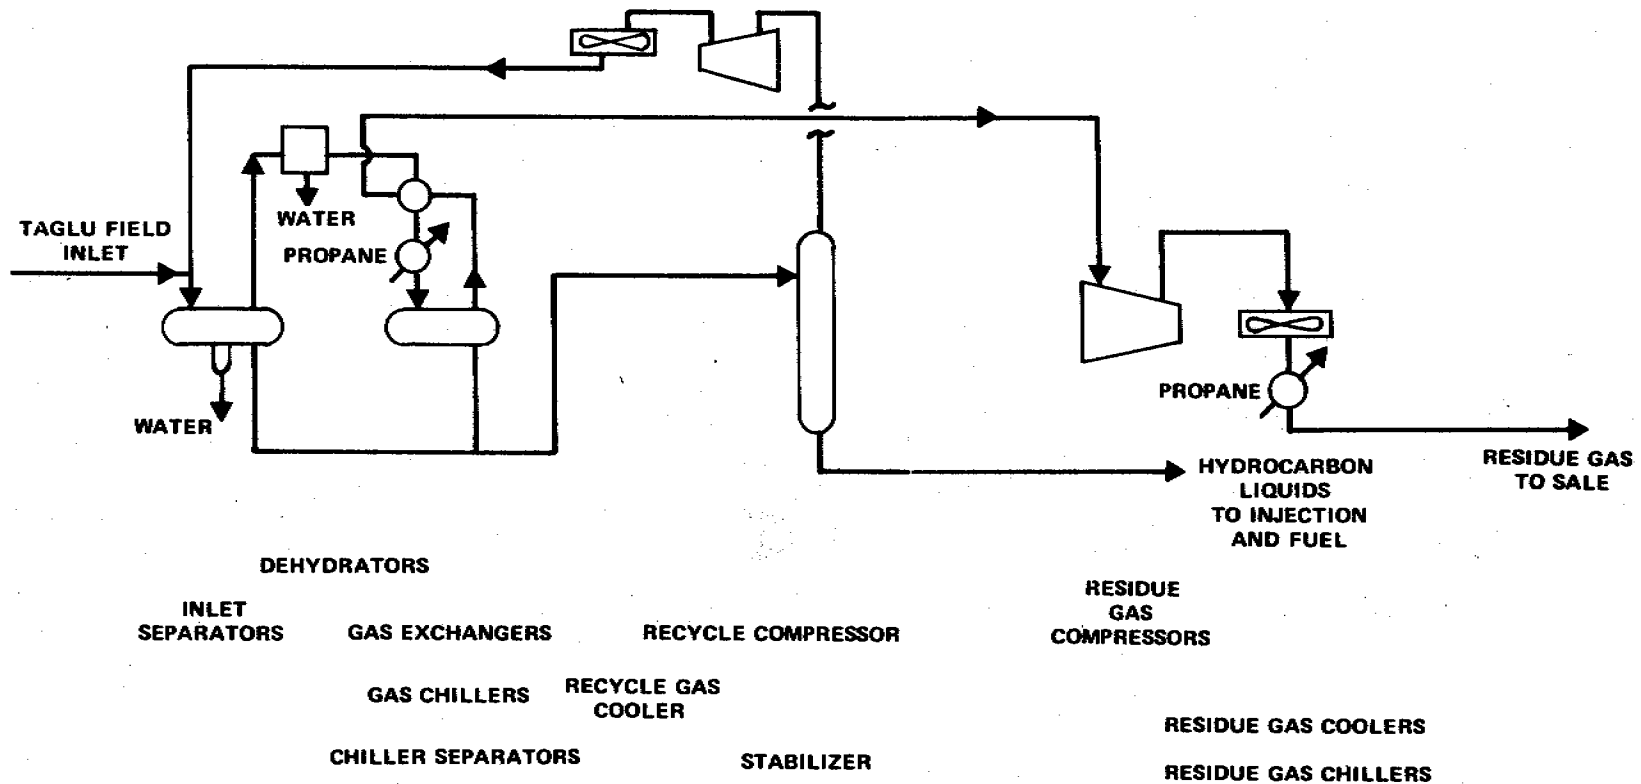 WATER
TAGLU FIELD
INLET
PROPANE
WATER
PROPANE
RESIDUE GAS
TO SALE
HYDROCARBON
LIQUIDS
TO INJECTION
AND FUEL
DEHYDRATORS
INLET
SEPARATORS
GAS EXCHANGERS
RECYCLE COMPRESSOR
RESIDUE
GAS
COMPRESSORS
GAS CHILLERS
RECYCLE GAS
COOLER
RESIDUE GAS COOLERS
CHILLER SEPARATORS
STABILIZER
RESIDUE GAS CHILLERS